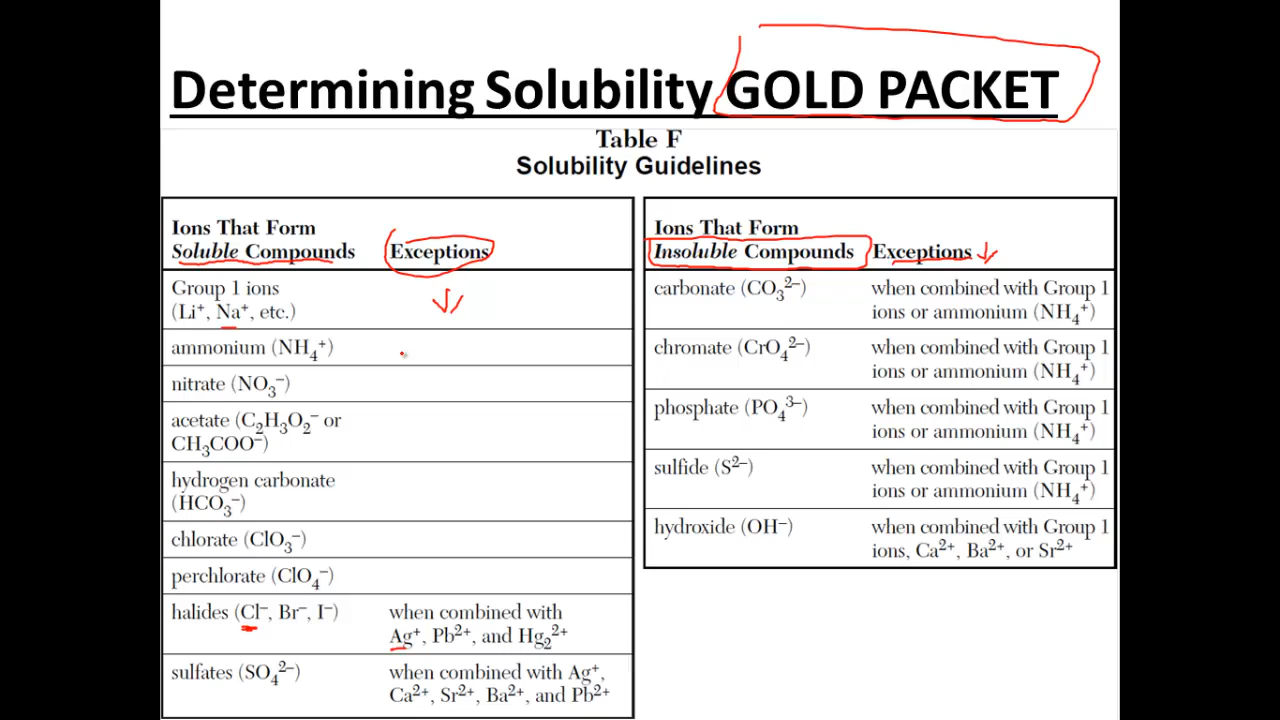 Determining Solubility GOLD PACKET
Table F
Solubility Guidelines
Ions That Form
Soluble Compounds Exceptions
Group 1 ions
(Li⁺, Na⁺, etc.)
ammonium (NH₄⁺)
nitrate (NO₃⁻)
acetate (C₂H₃O₂⁻ or
CH₃COO⁻)
hydrogen carbonate
(HCO₃⁻)
chlorate (ClO₃⁻)
perchlorate (ClO₄⁻)
halides (Cl⁻, Br⁻, I⁻) when combined with
Ag⁺, Pb²⁺, and Hg₂²⁺
sulfates (SO₄²⁻) when combined with Ag⁺,
Ca²⁺, Sr²⁺, Ba²⁺, and Pb²⁺
Ions That Form
Insoluble Compounds Exceptions
carbonate (CO₃²⁻) when combined with Group 1
ions or ammonium (NH₄⁺)
chromate (CrO₄²⁻) when combined with Group 1
ions or ammonium (NH₄⁺)
phosphate (PO₄³⁻) when combined with Group 1
ions or ammonium (NH₄⁺)
sulfide (S²⁻) when combined with Group 1
ions or ammonium (NH₄⁺)
hydroxide (OH⁻) when combined with Group 1
ions, Ca²⁺, Ba²⁺, or Sr²⁺